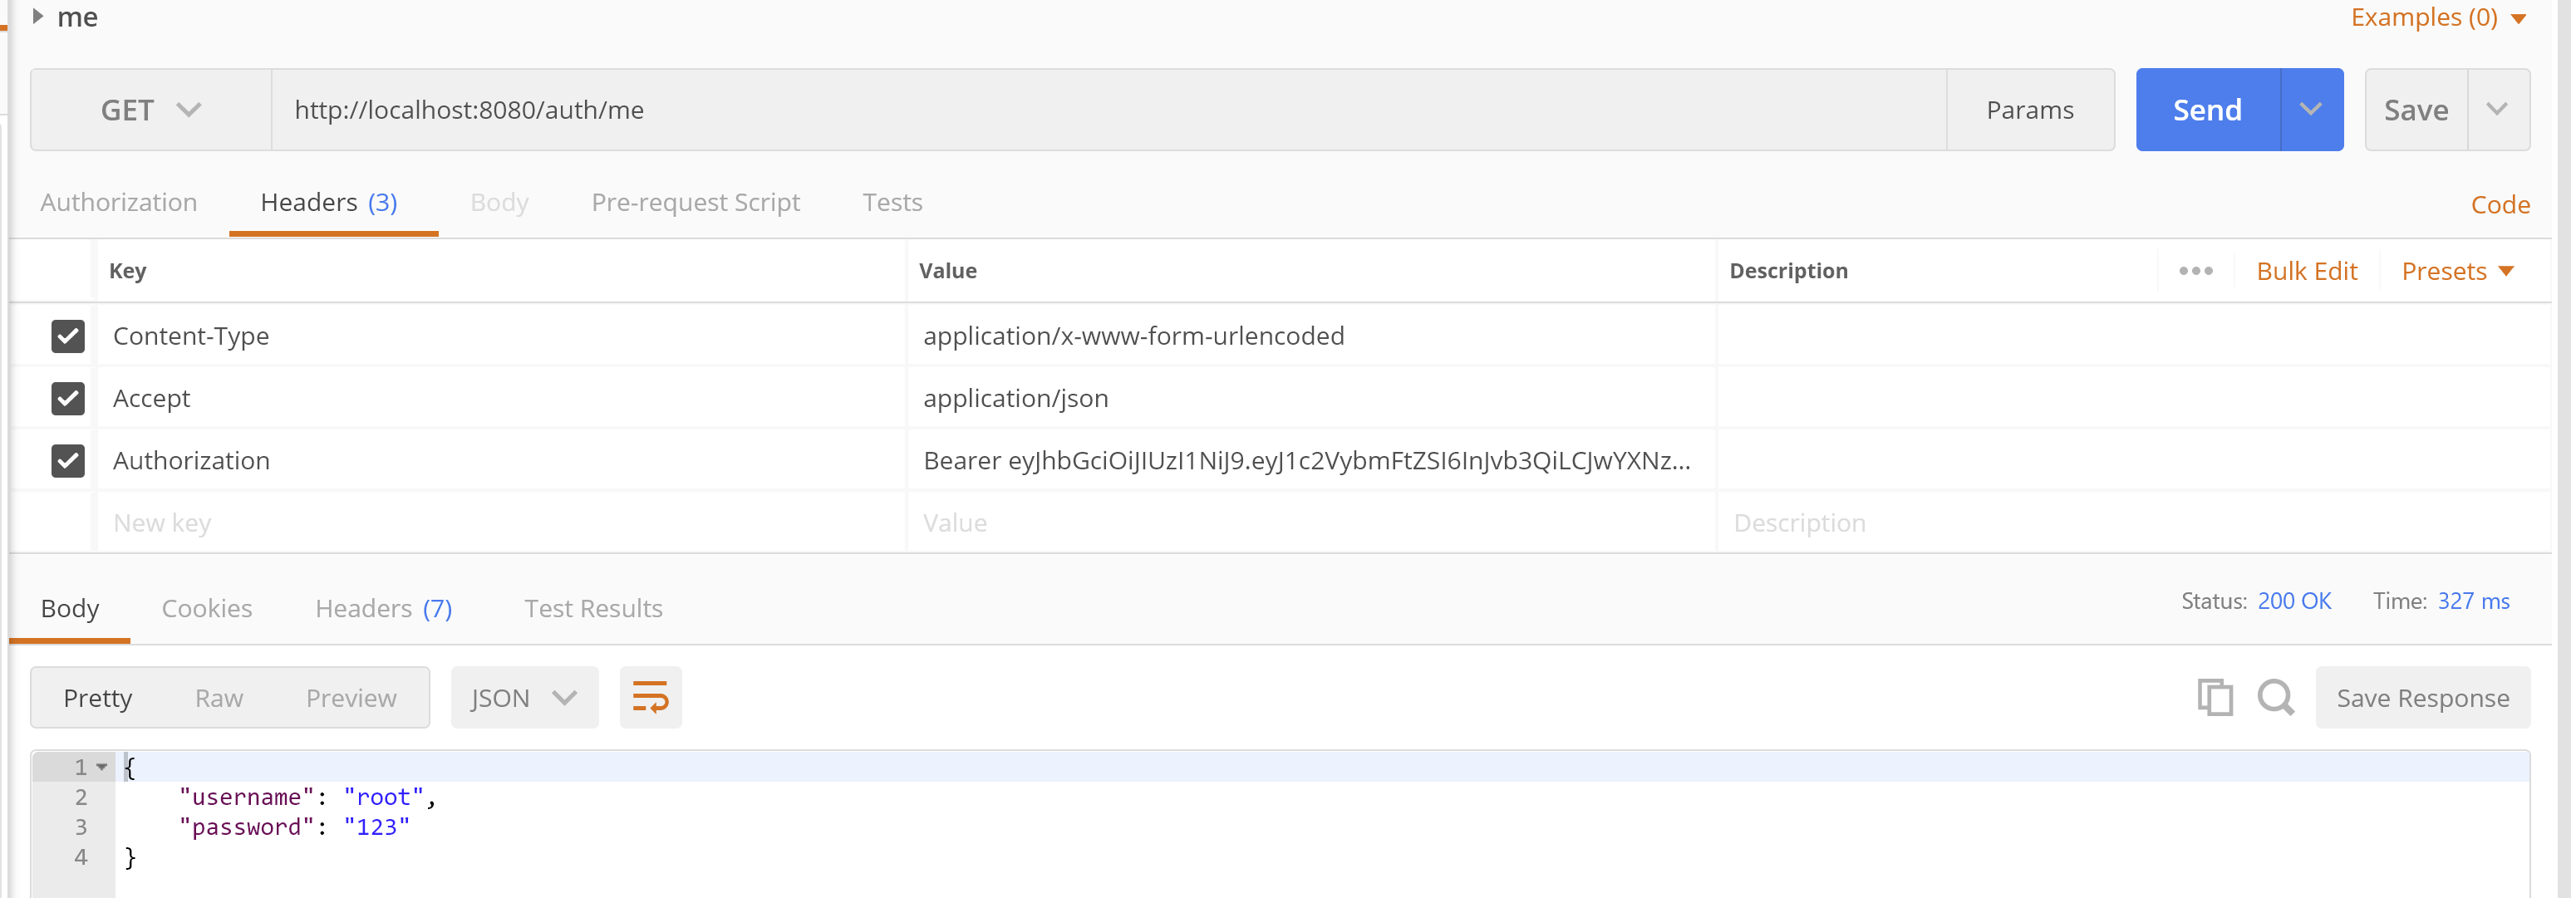 me
Examples (0)
GET
http://localhost:8080/auth/me
Params
Send
Save
Authorization Headers (3) Body Pre-request Script Tests Code
Key Value Description ••• Bulk Edit Presets
Content-Type application/x-www-form-urlencoded
Accept application/json
Authorization Bearer eyJhbGciOiJIUzI1NiJ9.eyJ1c2VybmFtZSI6InJvb3QiLCJwYXNz...
New key Value Description
Body Cookies Headers (7) Test Results Status: 200 OK Time: 327 ms
Pretty Raw Preview JSON Save Response
1 {
2 "username": "root",
3 "password": "123"
4 }